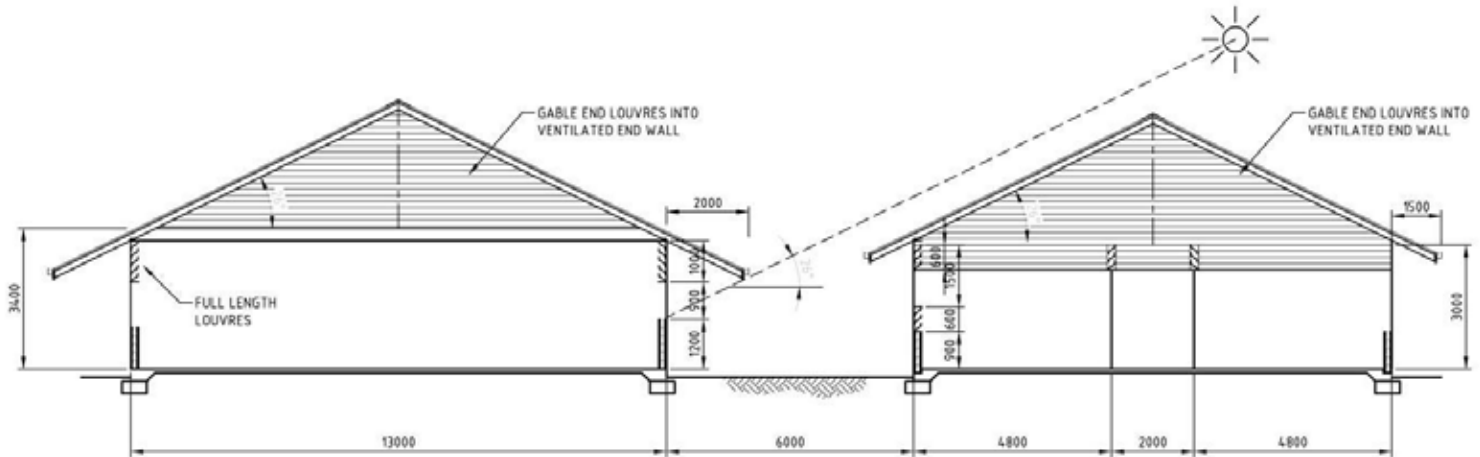 GABLE END LOUVRES INTO
VENTILATED END WALL
GABLE END LOUVRES INTO
VENTILATED END WALL
2000
1500
26°
3400
FULL LENGTH
LOUVRES
900
1200
600
1500
600
900
3000
13000
6000
4800
2000
4800